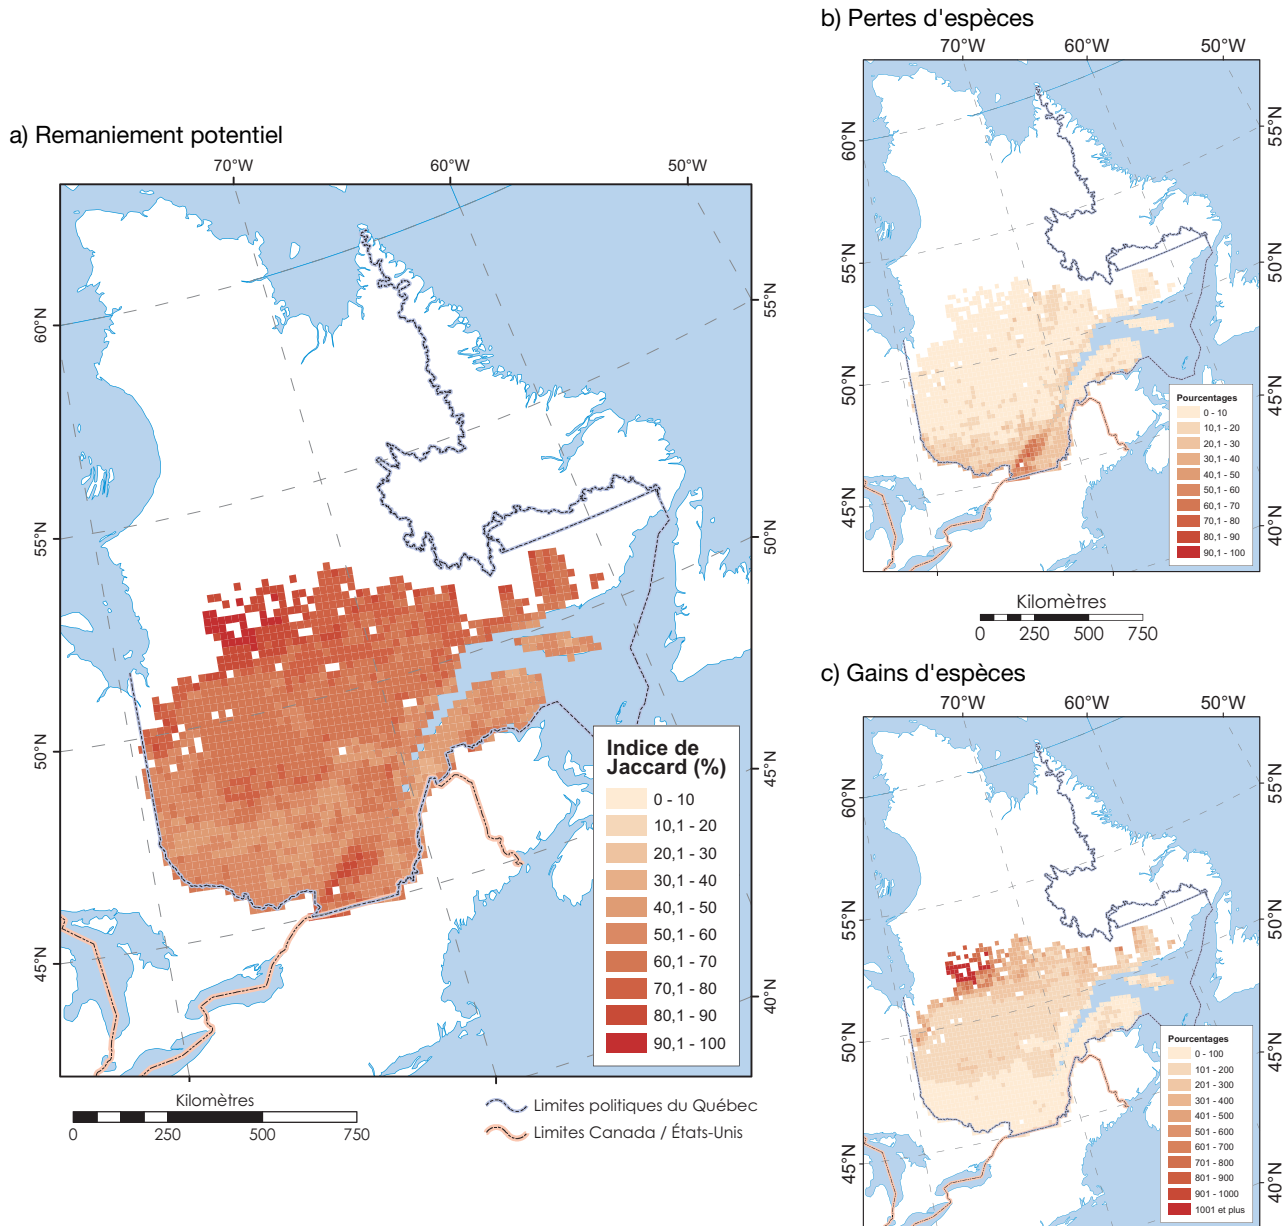 a) Remaniement potentiel
70°W
60°W
50°W
60°N
55°N
50°N
45°N
55°N
50°N
45°N
40°N
Indice de
Jaccard (%)
0 - 10
10,1 - 20
20,1 - 30
30,1 - 40
40,1 - 50
50,1 - 60
60,1 - 70
70,1 - 80
80,1 - 90
90,1 - 100
Kilomètres
0 250 500 750
Limites politiques du Québec
Limites Canada / États-Unis
b) Pertes d'espèces
70°W
60°W
50°W
60°N
55°N
50°N
45°N
55°N
50°N
45°N
40°N
Pourcentages
0 - 10
10,1 - 20
20,1 - 30
30,1 - 40
40,1 - 50
50,1 - 60
60,1 - 70
70,1 - 80
80,1 - 90
90,1 - 100
Kilomètres
0 250 500 750
c) Gains d'espèces
70°W
60°W
50°W
60°N
55°N
50°N
45°N
55°N
50°N
45°N
40°N
Pourcentages
0 - 100
101 - 200
201 - 300
301 - 400
401 - 500
501 - 600
601 - 700
701 - 800
801 - 900
901 - 1000
1001 et plus